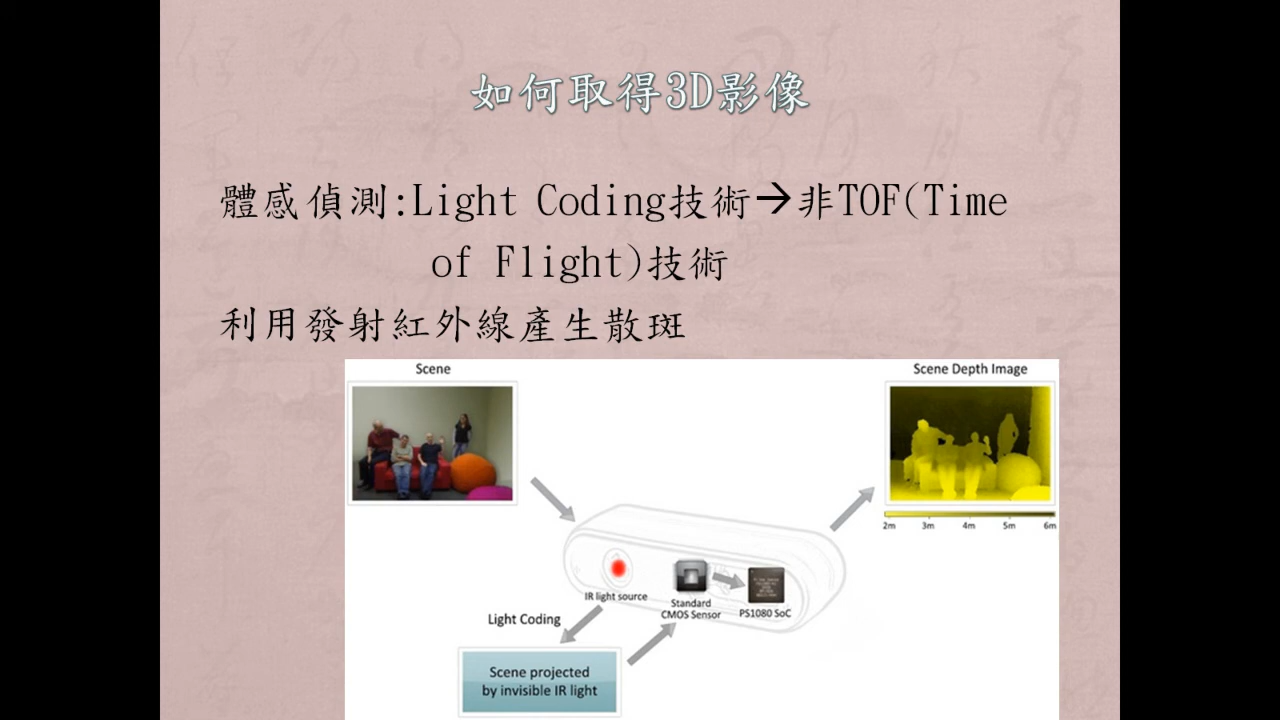 如何取得3D影像
體感偵測:Light Coding技術→非TOF(Time
of Flight)技術
利用發射紅外線產生散斑
Scene
Scene Depth Image
2m 3m 4m 5m 6m
IR light source
Standard
CMOS Sensor
PS1080 SoC
Light Coding
Scene projected
by invisible IR light